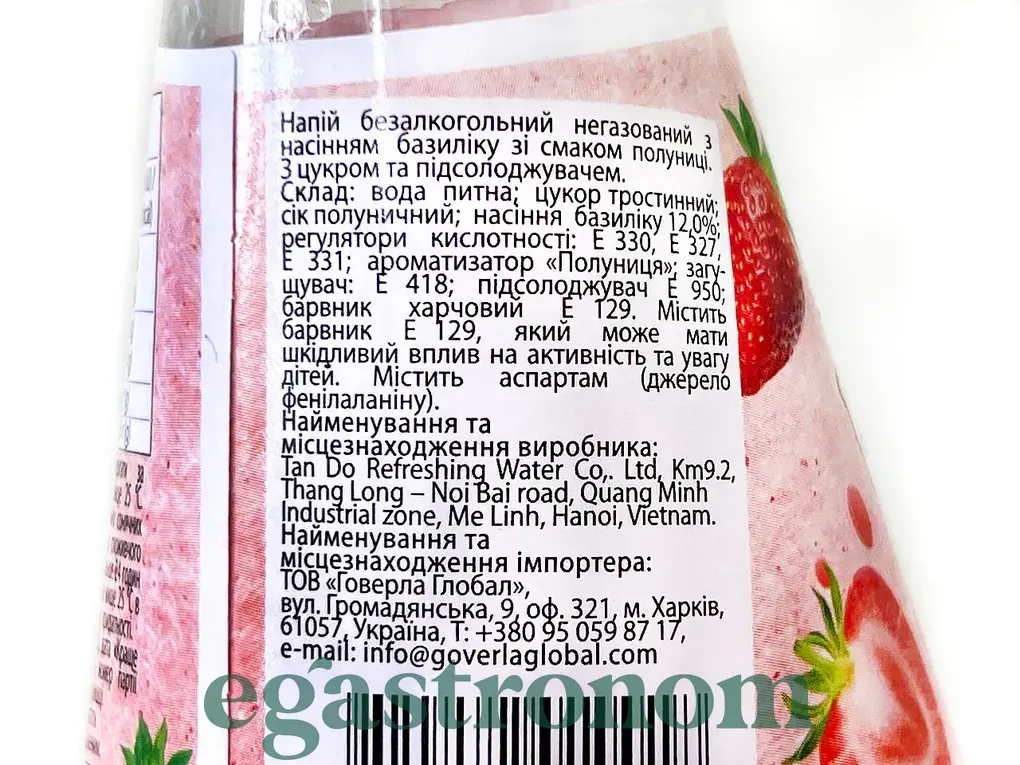 Напій безалкогольний негазований з
насінням базиліку зі смаком полуниці.
З цукром та підсолоджувачем.
Склад: вода питна; цукор тростинний;
сік полуничний; насіння базиліку 12,0%;
регулятори кислотності: Е 330, Е 327,
Е 331; ароматизатор «Полуниця»; загу-
щувач: Е 418; підсолоджувач Е 950;
барвник харчовий Е 129. Містить
барвник Е 129, який може мати
шкідливий вплив на активність та увагу
дітей. Містить аспартам (джерело
фенілаланіну).
Найменування та
місцезнаходження виробника:
Tan Do Refreshing Water Co,. Ltd, Km9.2,
Thang Long – Noi Bai road, Quang Minh
Industrial zone, Me Linh, Hanoi, Vietnam.
Найменування та
місцезнаходження імпортера:
ТОВ «Говерла Глобал»,
вул. Громадянська, 9, оф. 321, м. Харків,
61057, Україна, Т: +380 95 059 87 17,
e-mail: info@goverlaglobal.com
egastronom